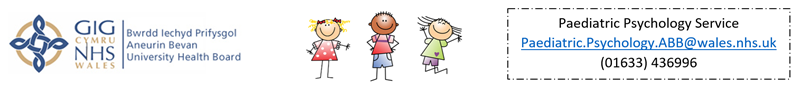 GIG
CYMRU
NHS
WALES
Bwrdd Iechyd Prifysgol
Aneurin Bevan
University Health Board
Paediatric Psychology Service
Paediatric.Psychology.ABB@wales.nhs.uk
(01633) 436996